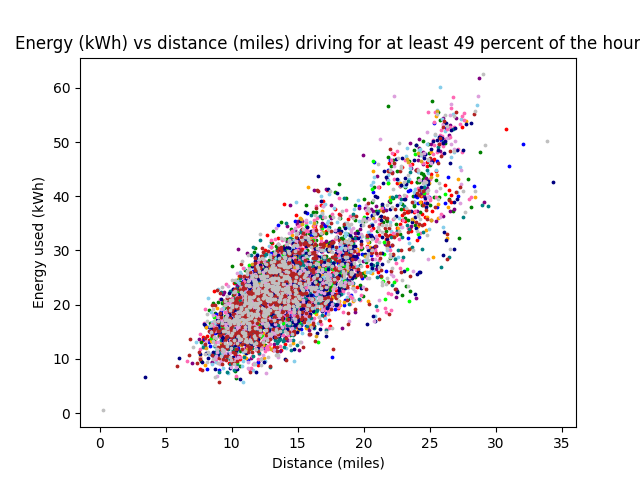 Energy (kWh) vs distance (miles) driving for at least 49 percent of the hour
60
50
40
30
20
10
0
Energy used (kWh)
0 5 10 15 20 25 30 35
Distance (miles)